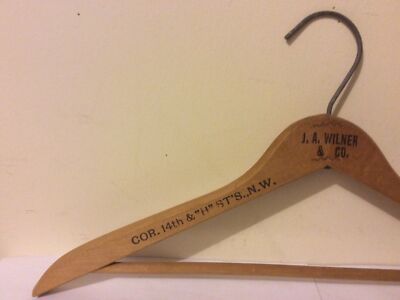 J. A. WILNER
& CO.
COR. 14th & "H" ST'S., N.W.